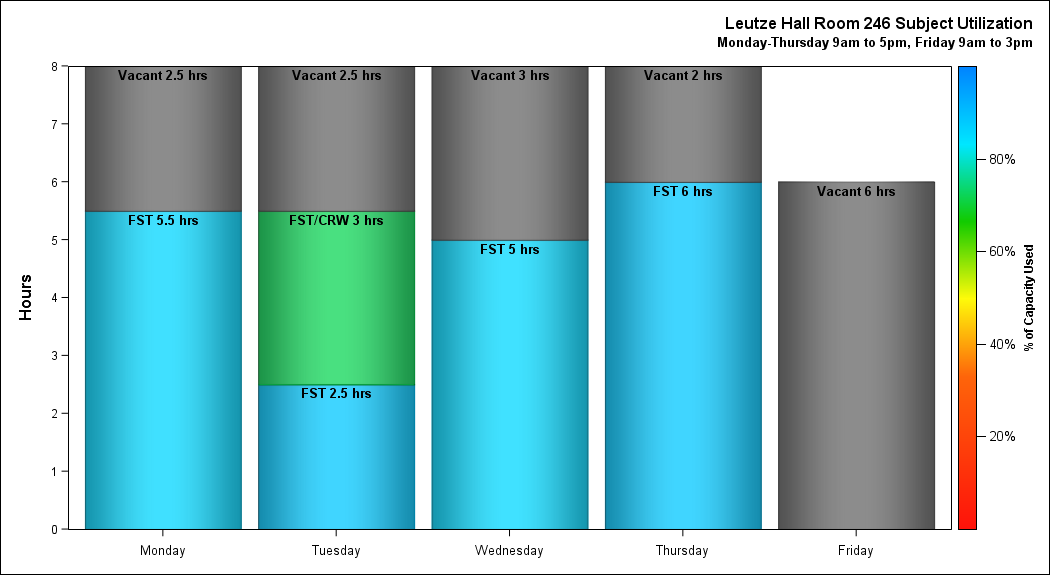 Leutze Hall Room 246 Subject Utilization
Monday-Thursday 9am to 5pm, Friday 9am to 3pm
8
7
6
5
4
3
2
1
0
Hours
Vacant 2.5 hrs
FST 5.5 hrs
Vacant 2.5 hrs
FST/CRW 3 hrs
FST 2.5 hrs
Vacant 3 hrs
FST 5 hrs
Vacant 2 hrs
FST 6 hrs
Vacant 6 hrs
Monday
Tuesday
Wednesday
Thursday
Friday
80%
60%
40%
20%
% of Capacity Used